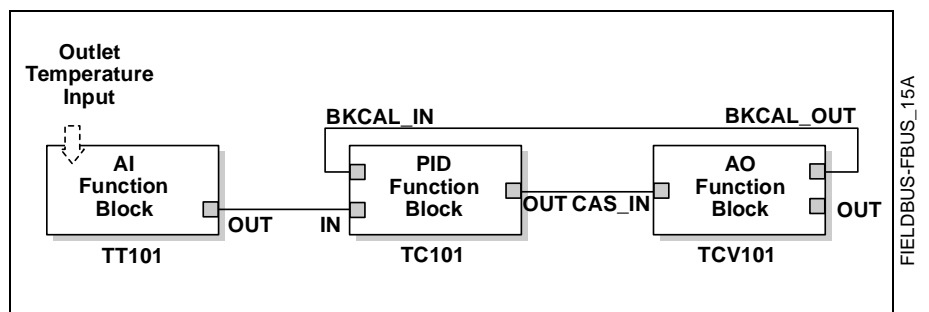 Outlet
Temperature
Input
BKCAL_IN
BKCAL_OUT
AI
Function
Block
PID
Function
Block
AO
Function
Block
OUT
IN
OUT
CAS_IN
OUT
TT101
TC101
TCV101
FIELDBUS-FBUS_15A